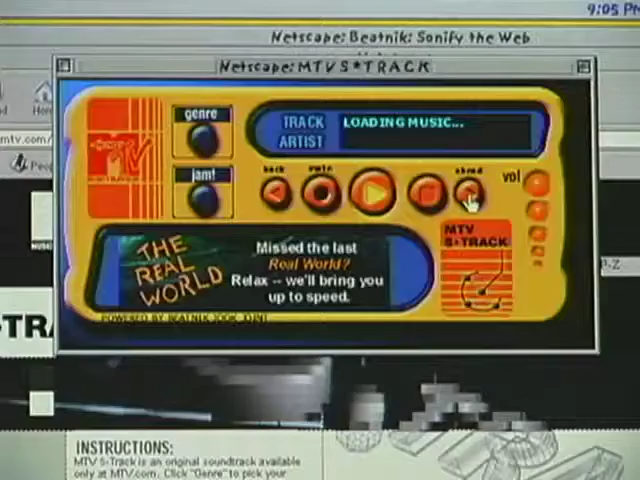 9:05 PM
Netscape: Beatnik: Sonify the Web
Netscape: MTV S*TRACK
mtv.com/
genre
TRACK LOADING MUSIC...
ARTIST
jam!
back
ahead
vol
THE
REAL
WORLD
Missed the last
Real World?
Relax -- we'll bring you
up to speed.
MTV
S*TRACK
POWERED BY BEATNIK
INSTRUCTIONS:
MTV S-Track is an original soundtrack available
only at MTV.com. Click "Genre" to pick your